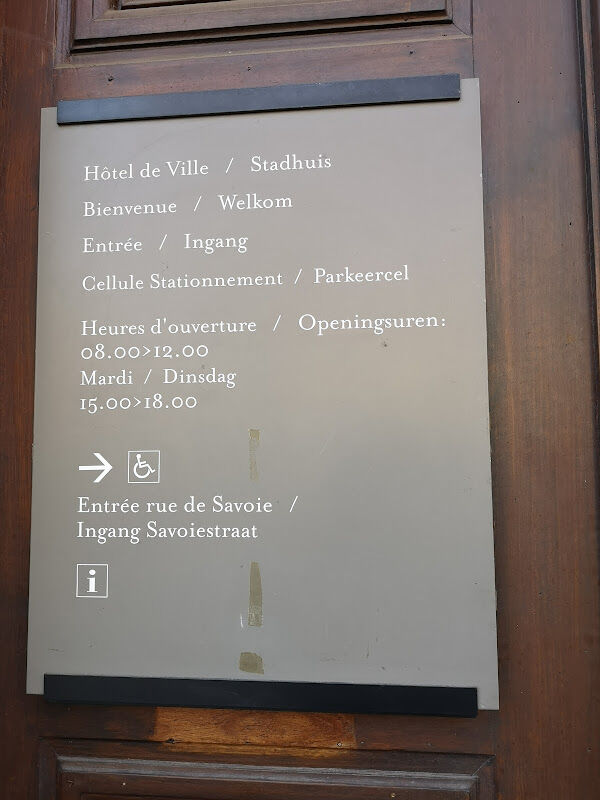 Hôtel de Ville / Stadhuis
Bienvenue / Welkom
Entrée / Ingang
Cellule Stationnement / Parkeercel
Heures d'ouverture / Openingsuren:
08.00>12.00
Mardi / Dinsdag
15.00>18.00
Entrée rue de Savoie /
Ingang Savoiestraat
i